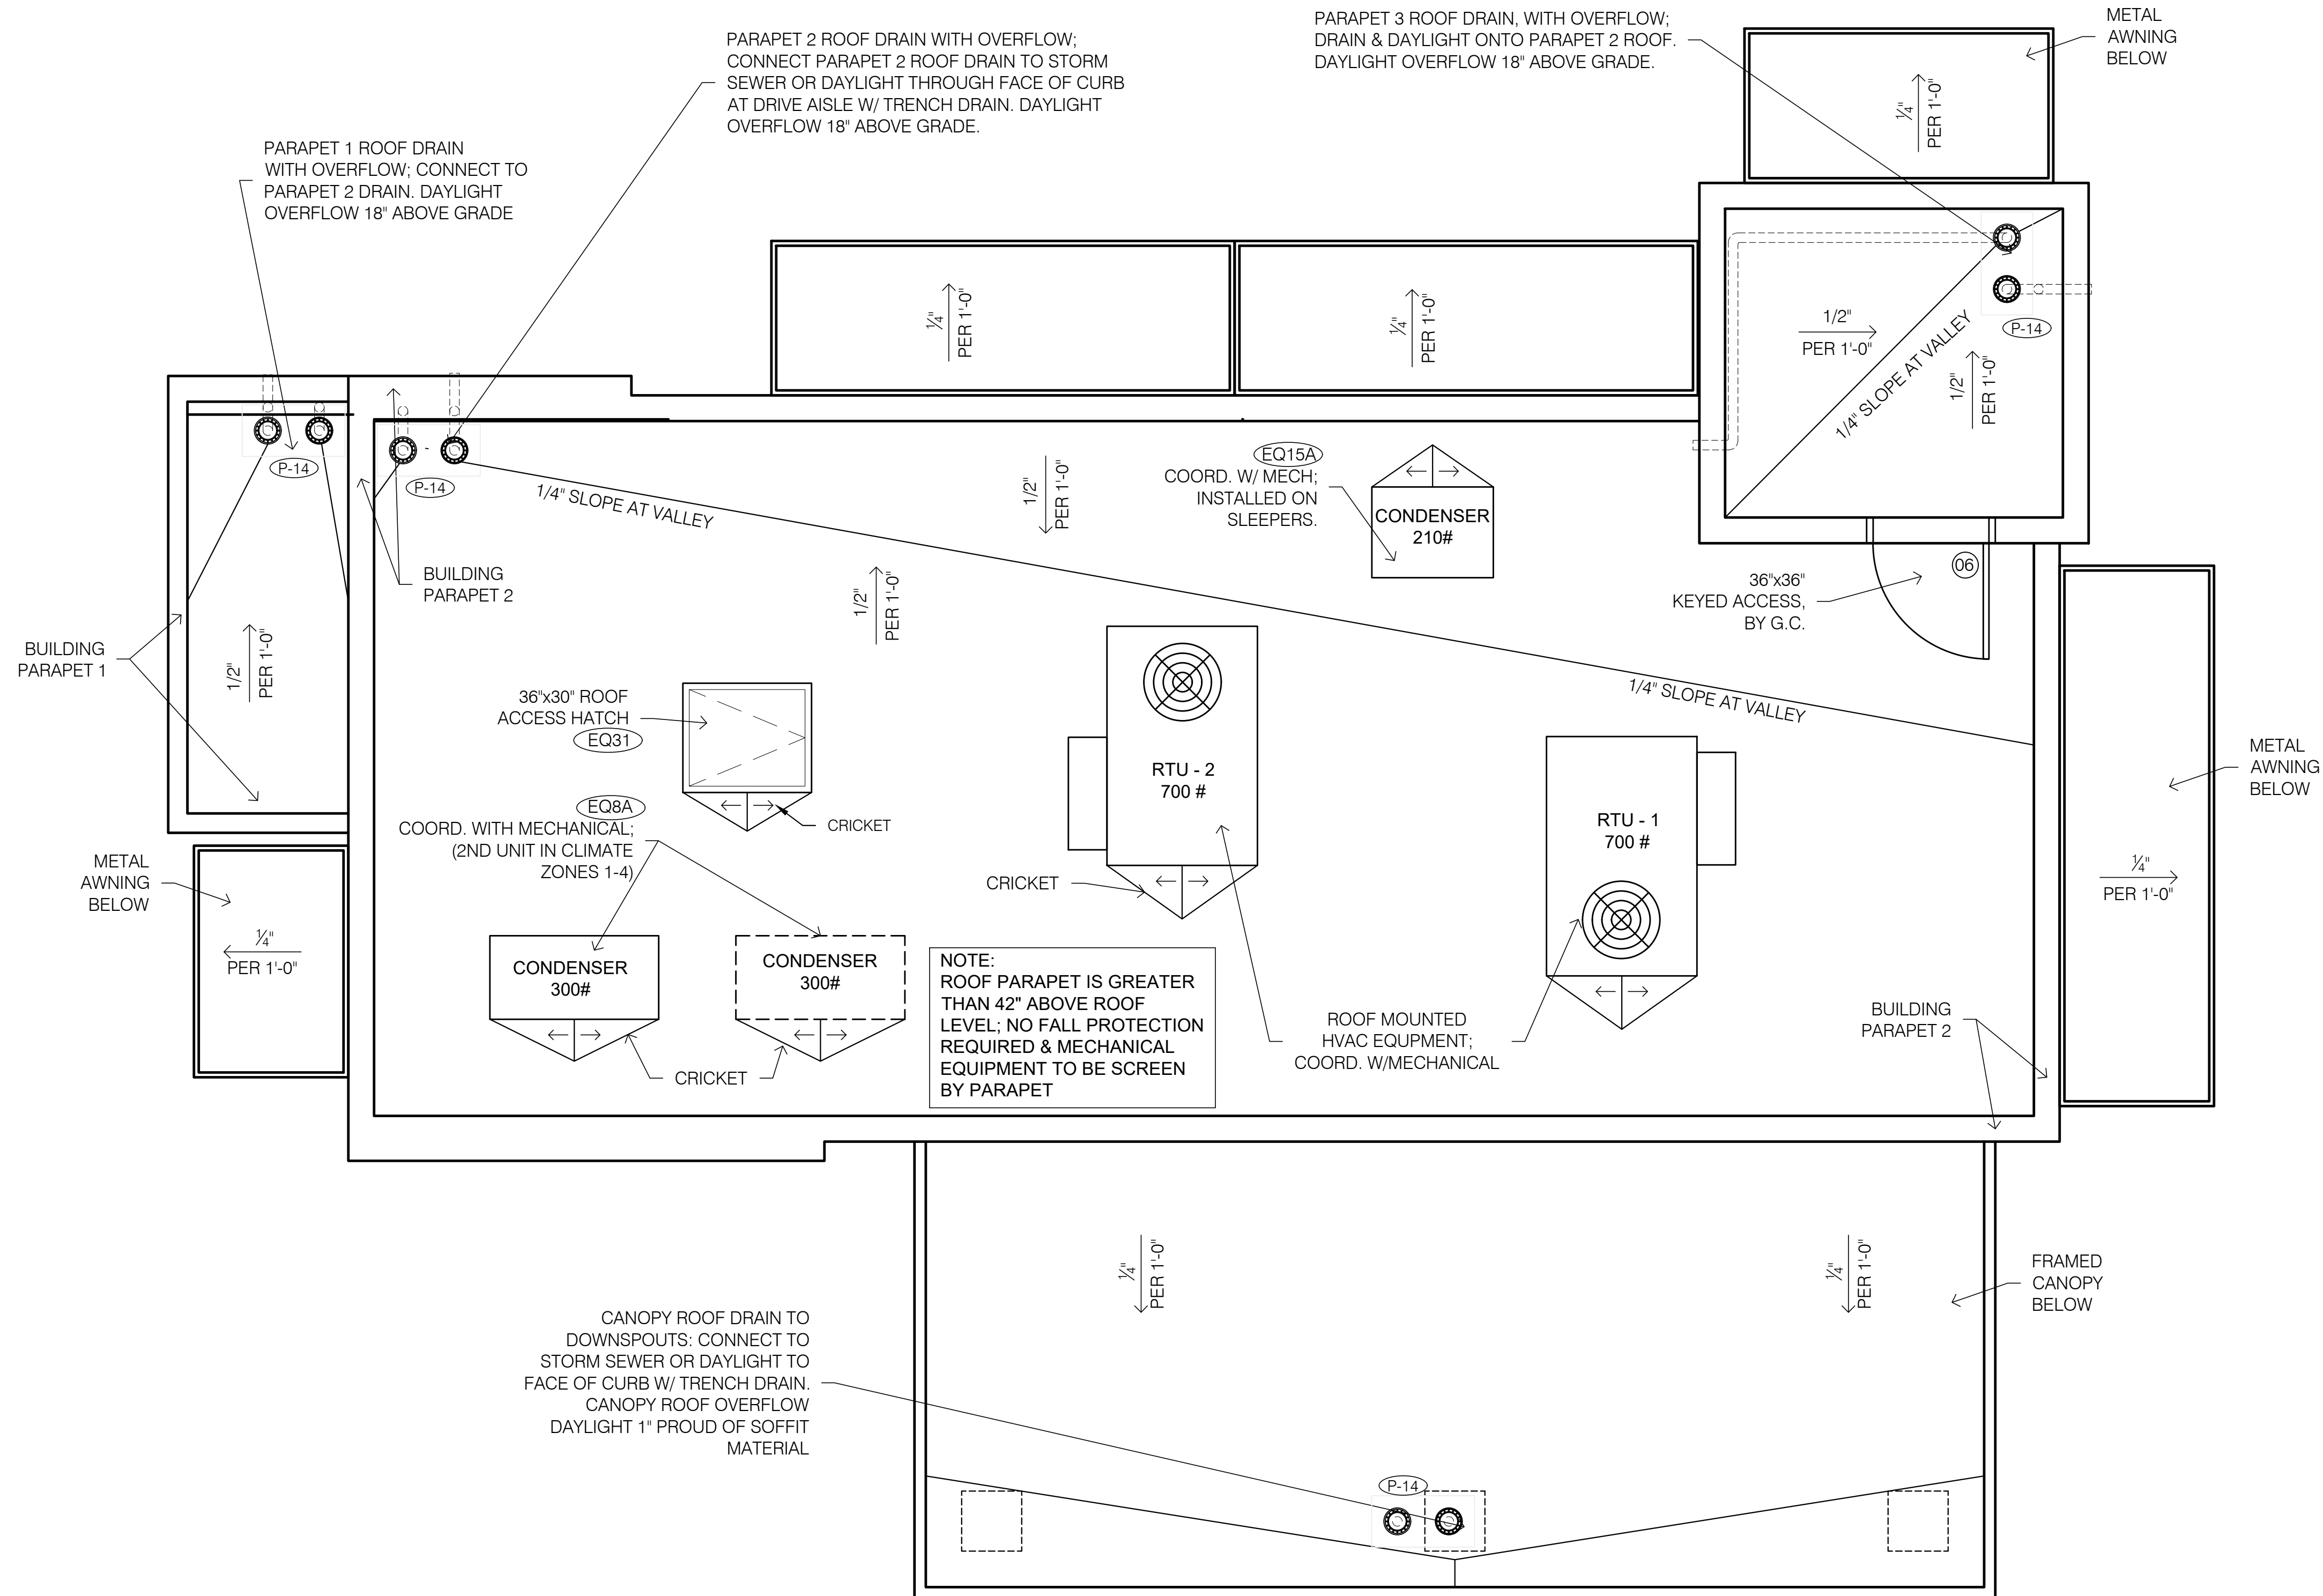 PARAPET 3 ROOF DRAIN, WITH OVERFLOW;
DRAIN & DAYLIGHT ONTO PARAPET 2 ROOF.
DAYLIGHT OVERFLOW 18" ABOVE GRADE.
METAL
AWNING
BELOW
PARAPET 2 ROOF DRAIN WITH OVERFLOW;
CONNECT PARAPET 2 ROOF DRAIN TO STORM
SEWER OR DAYLIGHT THROUGH FACE OF CURB
AT DRIVE AISLE W/ TRENCH DRAIN. DAYLIGHT
OVERFLOW 18" ABOVE GRADE.
PARAPET 1 ROOF DRAIN
WITH OVERFLOW; CONNECT TO
PARAPET 2 DRAIN. DAYLIGHT
OVERFLOW 18" ABOVE GRADE
1/4"
PER 1'-0"
1/4"
PER 1'-0"
1/4"
PER 1'-0"
1/2"
PER 1'-0"
P-14
1/4" SLOPE AT VALLEY
1/2"
PER 1'-0"
P-14
P-14
1/4" SLOPE AT VALLEY
1/2"
PER 1'-0"
EQ15A
COORD. W/ MECH;
INSTALLED ON
SLEEPERS.
CONDENSER
210#
BUILDING
PARAPET 2
1/2"
PER 1'-0"
06
36"x36"
KEYED ACCESS,
BY G.C.
BUILDING
PARAPET 1
1/2"
PER 1'-0"
36"x30" ROOF
ACCESS HATCH
EQ31
1/4" SLOPE AT VALLEY
RTU - 2
700 #
RTU - 1
700 #
METAL
AWNING
BELOW
EQ8A
COORD. WITH MECHANICAL;
(2ND UNIT IN CLIMATE
ZONES 1-4)
CRICKET
METAL
AWNING
BELOW
CRICKET
1/4"
PER 1'-0"
1/4"
PER 1'-0"
CONDENSER
300#
CONDENSER
300#
NOTE:
ROOF PARAPET IS GREATER
THAN 42" ABOVE ROOF
LEVEL; NO FALL PROTECTION
REQUIRED & MECHANICAL
EQUIPMENT TO BE SCREEN
BY PARAPET
CRICKET
ROOF MOUNTED
HVAC EQUPMENT;
COORD. W/MECHANICAL
BUILDING
PARAPET 2
1/4"
PER 1'-0"
1/4"
PER 1'-0"
FRAMED
CANOPY
BELOW
CANOPY ROOF DRAIN TO
DOWNSPOUTS: CONNECT TO
STORM SEWER OR DAYLIGHT TO
FACE OF CURB W/ TRENCH DRAIN.
CANOPY ROOF OVERFLOW
DAYLIGHT 1" PROUD OF SOFFIT
MATERIAL
P-14